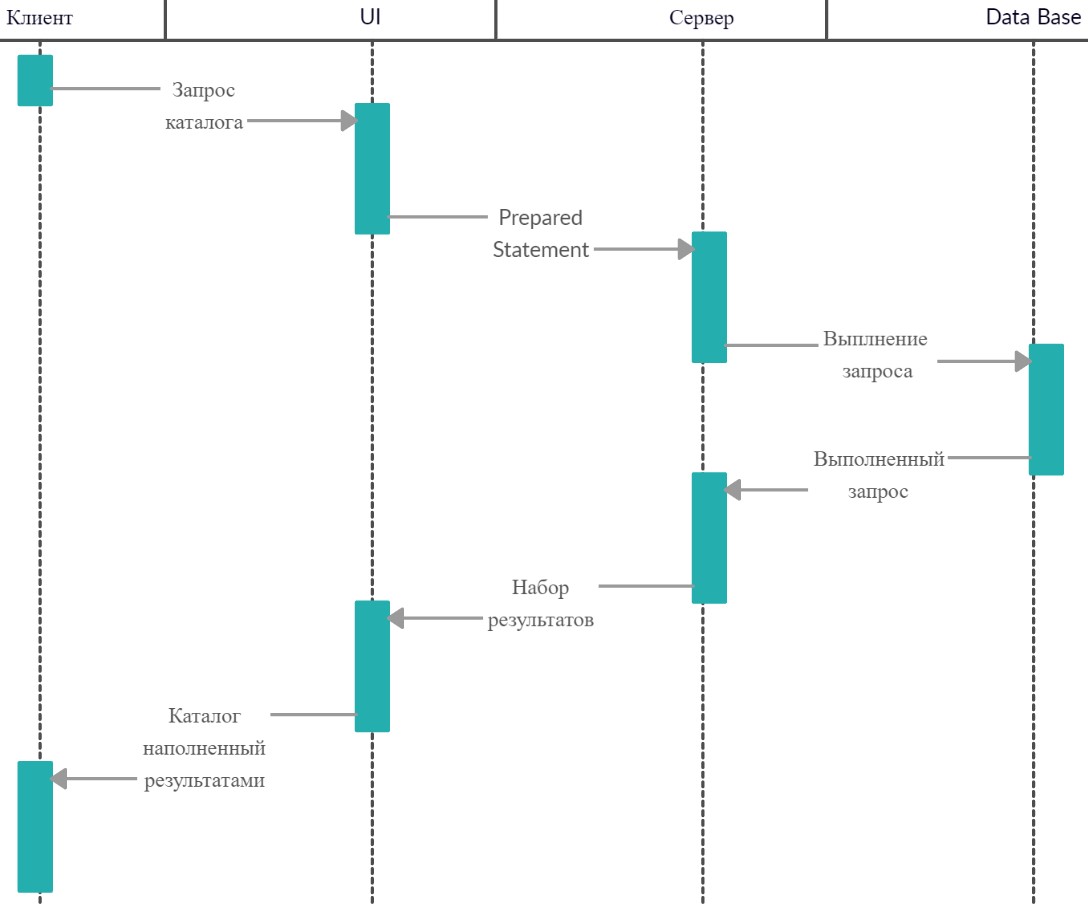 Клиент
UI
Сервер
Data Base
Запрос
каталога
Prepared
Statement
Выплнение
запроса
Выполненный
запрос
Набор
результатов
Каталог
наполненный
результатами